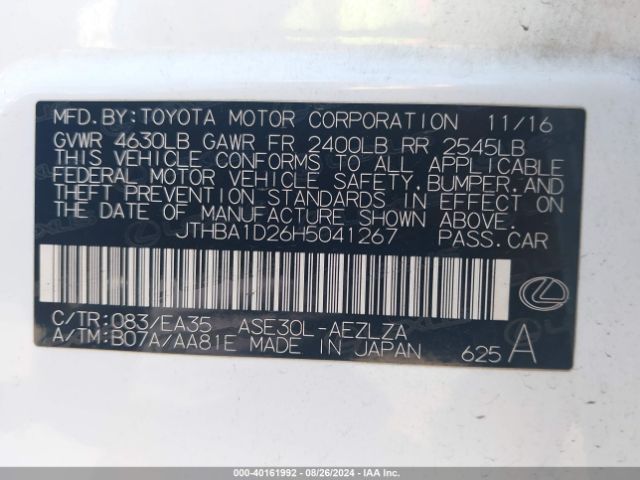 MFD.BY:TOYOTA MOTOR CORPORATION 11/16
GVWR 4630LB GAWR FR 2400LB RR 2545LB
THIS VEHICLE CONFORMS TO ALL APPLICABLE
FEDERAL MOTOR VEHICLE SAFETY,BUMPER,AND
THEFT PREVENTION STANDARDS IN EFFECT ON
THE DATE OF MANUFACTURE SHOWN ABOVE.
JTHBA1D26H5041267 PASS.CAR
C/TR:083/EA35 ASE30L-AEZLZA
A/TM:B07A/AA81E MADE IN JAPAN 625 A
000-40161992 - 08/26/2024 - IAA Inc.